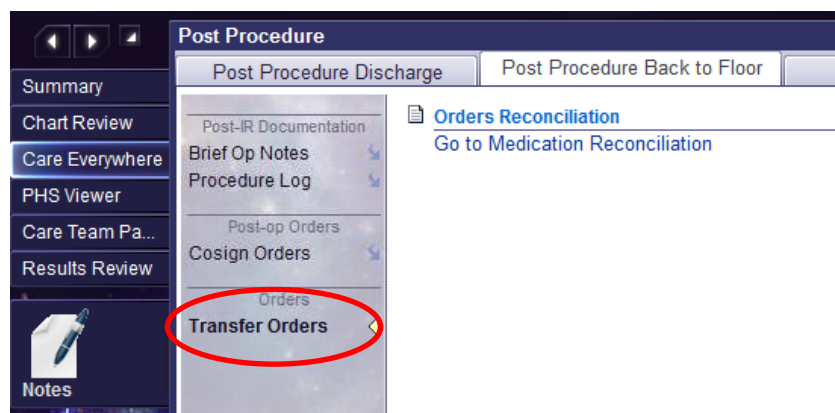 Post Procedure
Post Procedure Discharge
Post Procedure Back to Floor
Summary
Chart Review
Care Everywhere
PHS Viewer
Care Team Pa...
Results Review
Notes
Post-IR Documentation
Brief Op Notes
Procedure Log
Post-op Orders
Cosign Orders
Orders
Transfer Orders
Orders Reconciliation
Go to Medication Reconciliation